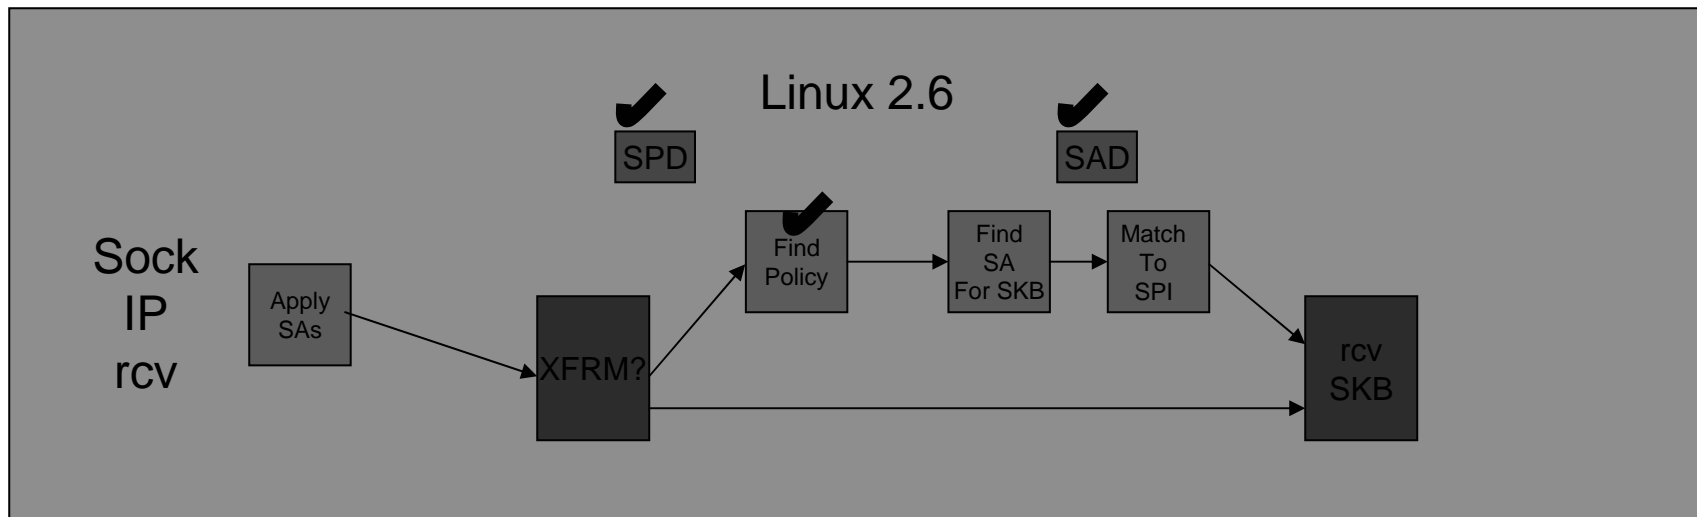 Linux 2.6
SPD
SAD
Sock
IP
rcv
Apply
SAs
XFRM?
Find
Policy
Find
SA
For SKB
Match
To
SPI
rcv
SKB